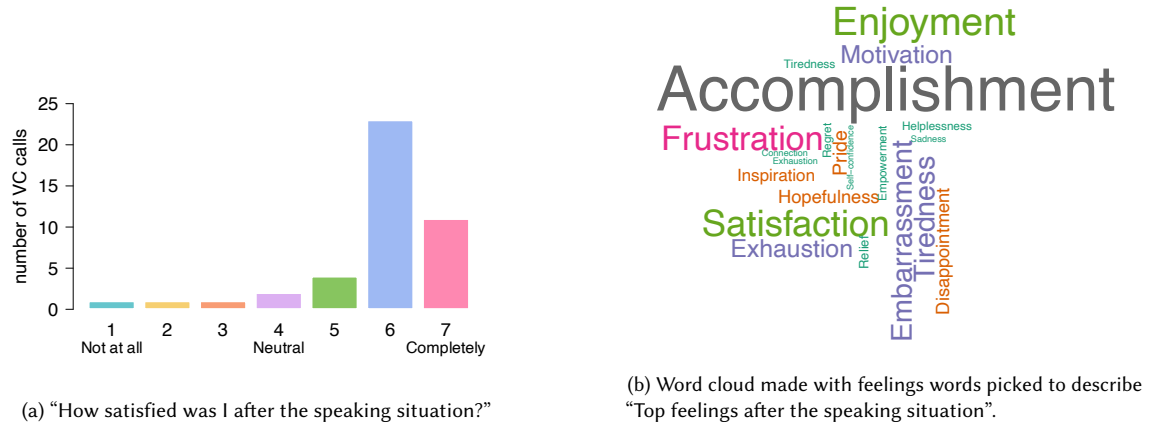 number of VC calls
25
20
15
10
5
0
1 2 3 4 5 6 7
Not at all Neutral Completely
(a) “How satisfied was I after the speaking situation?”
Enjoyment
Motivation
Tiredness
Accomplishment
Frustration
Regret
Pride
Self-confidence
Empowerment
Helplessness
Sadness
Connection
Exhaustion
Inspiration
Hopefulness
Satisfaction
Exhaustion
Relief
Embarrassment
Tiredness
Disappointment
(b) Word cloud made with feelings words picked to describe
“Top feelings after the speaking situation”.